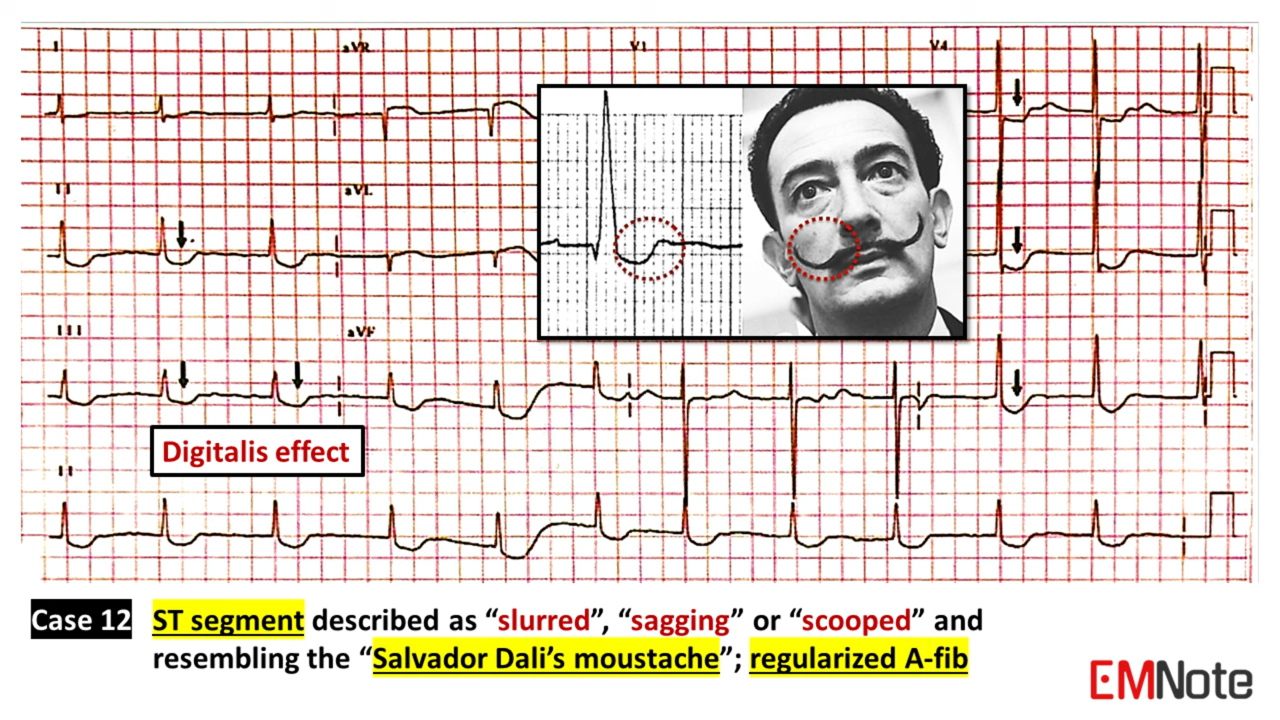 I aVR V1 V4
II aVL
III aVF
Digitalis effect
II
Case 12 ST segment described as “slurred”, “sagging” or “scooped” and
resembling the “Salvador Dali’s moustache”; regularized A-fib
EMNote